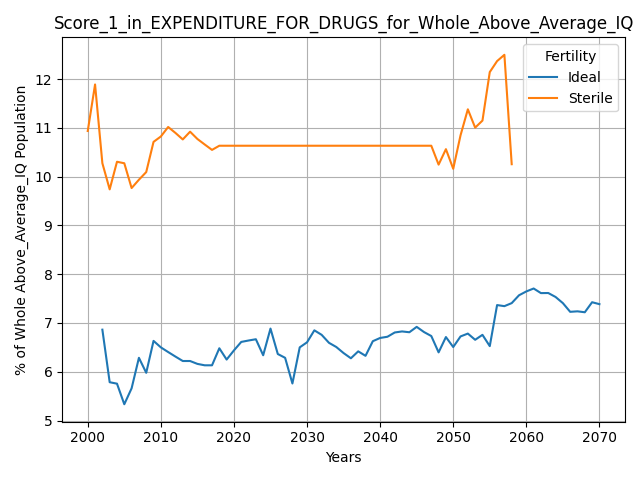 Score_1_in_EXPENDITURE_FOR_DRUGS_for_Whole_Above_Average_IQ
Fertility
Ideal
Sterile
% of Whole Above_Average_IQ Population
12
11
10
9
8
7
6
5
2000 2010 2020 2030 2040 2050 2060 2070
Years